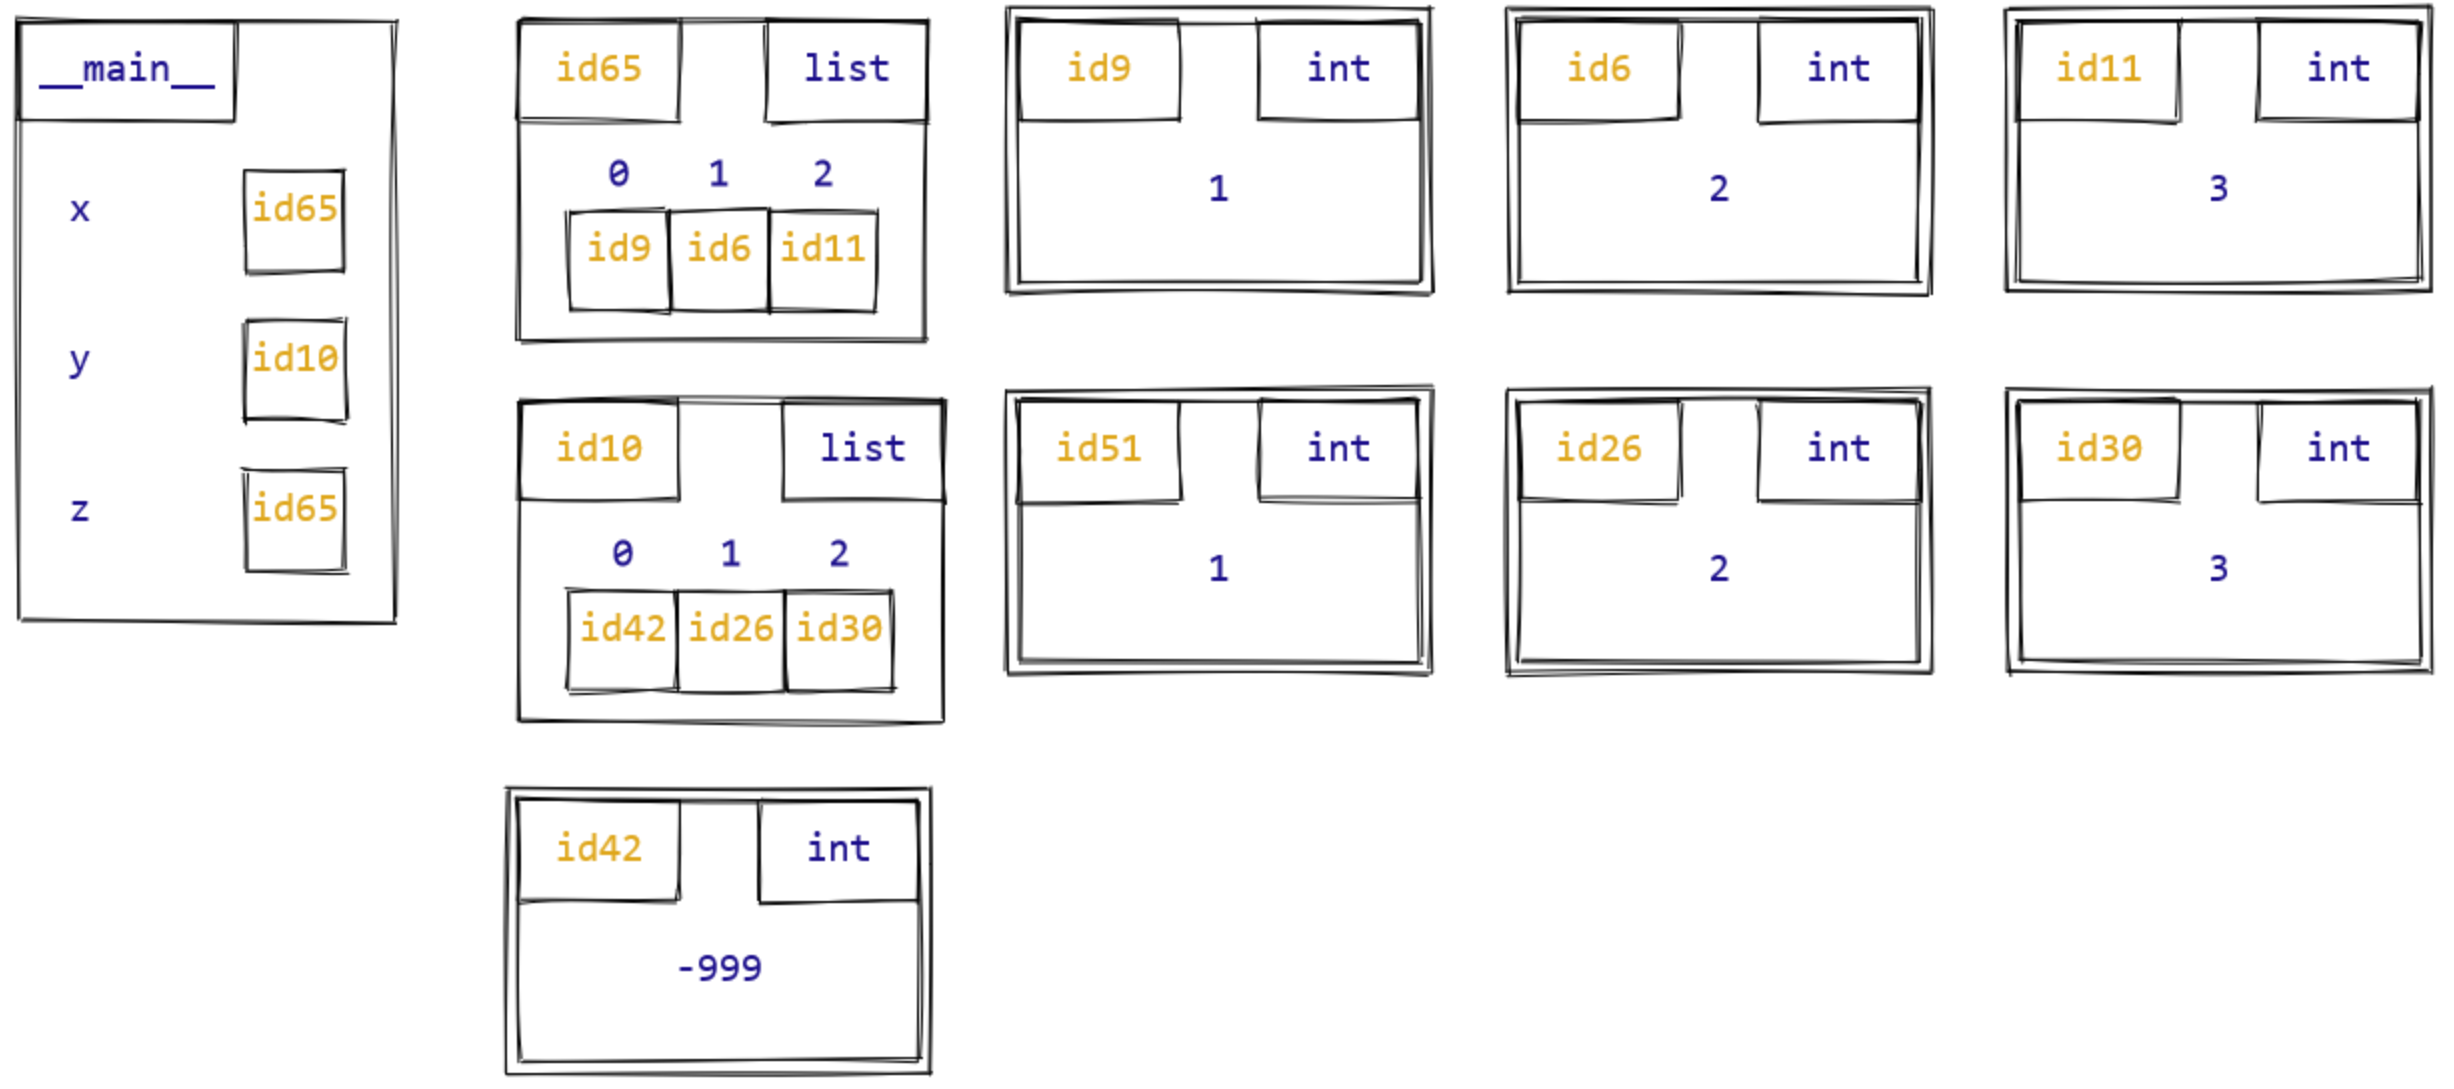 __main__
x id65
y id10
z id65
id65 list
0 1 2
id9 id6 id11
id9 int
1
id6 int
2
id11 int
3
id10 list
0 1 2
id42 id26 id30
id51 int
1
id26 int
2
id30 int
3
id42 int
-999